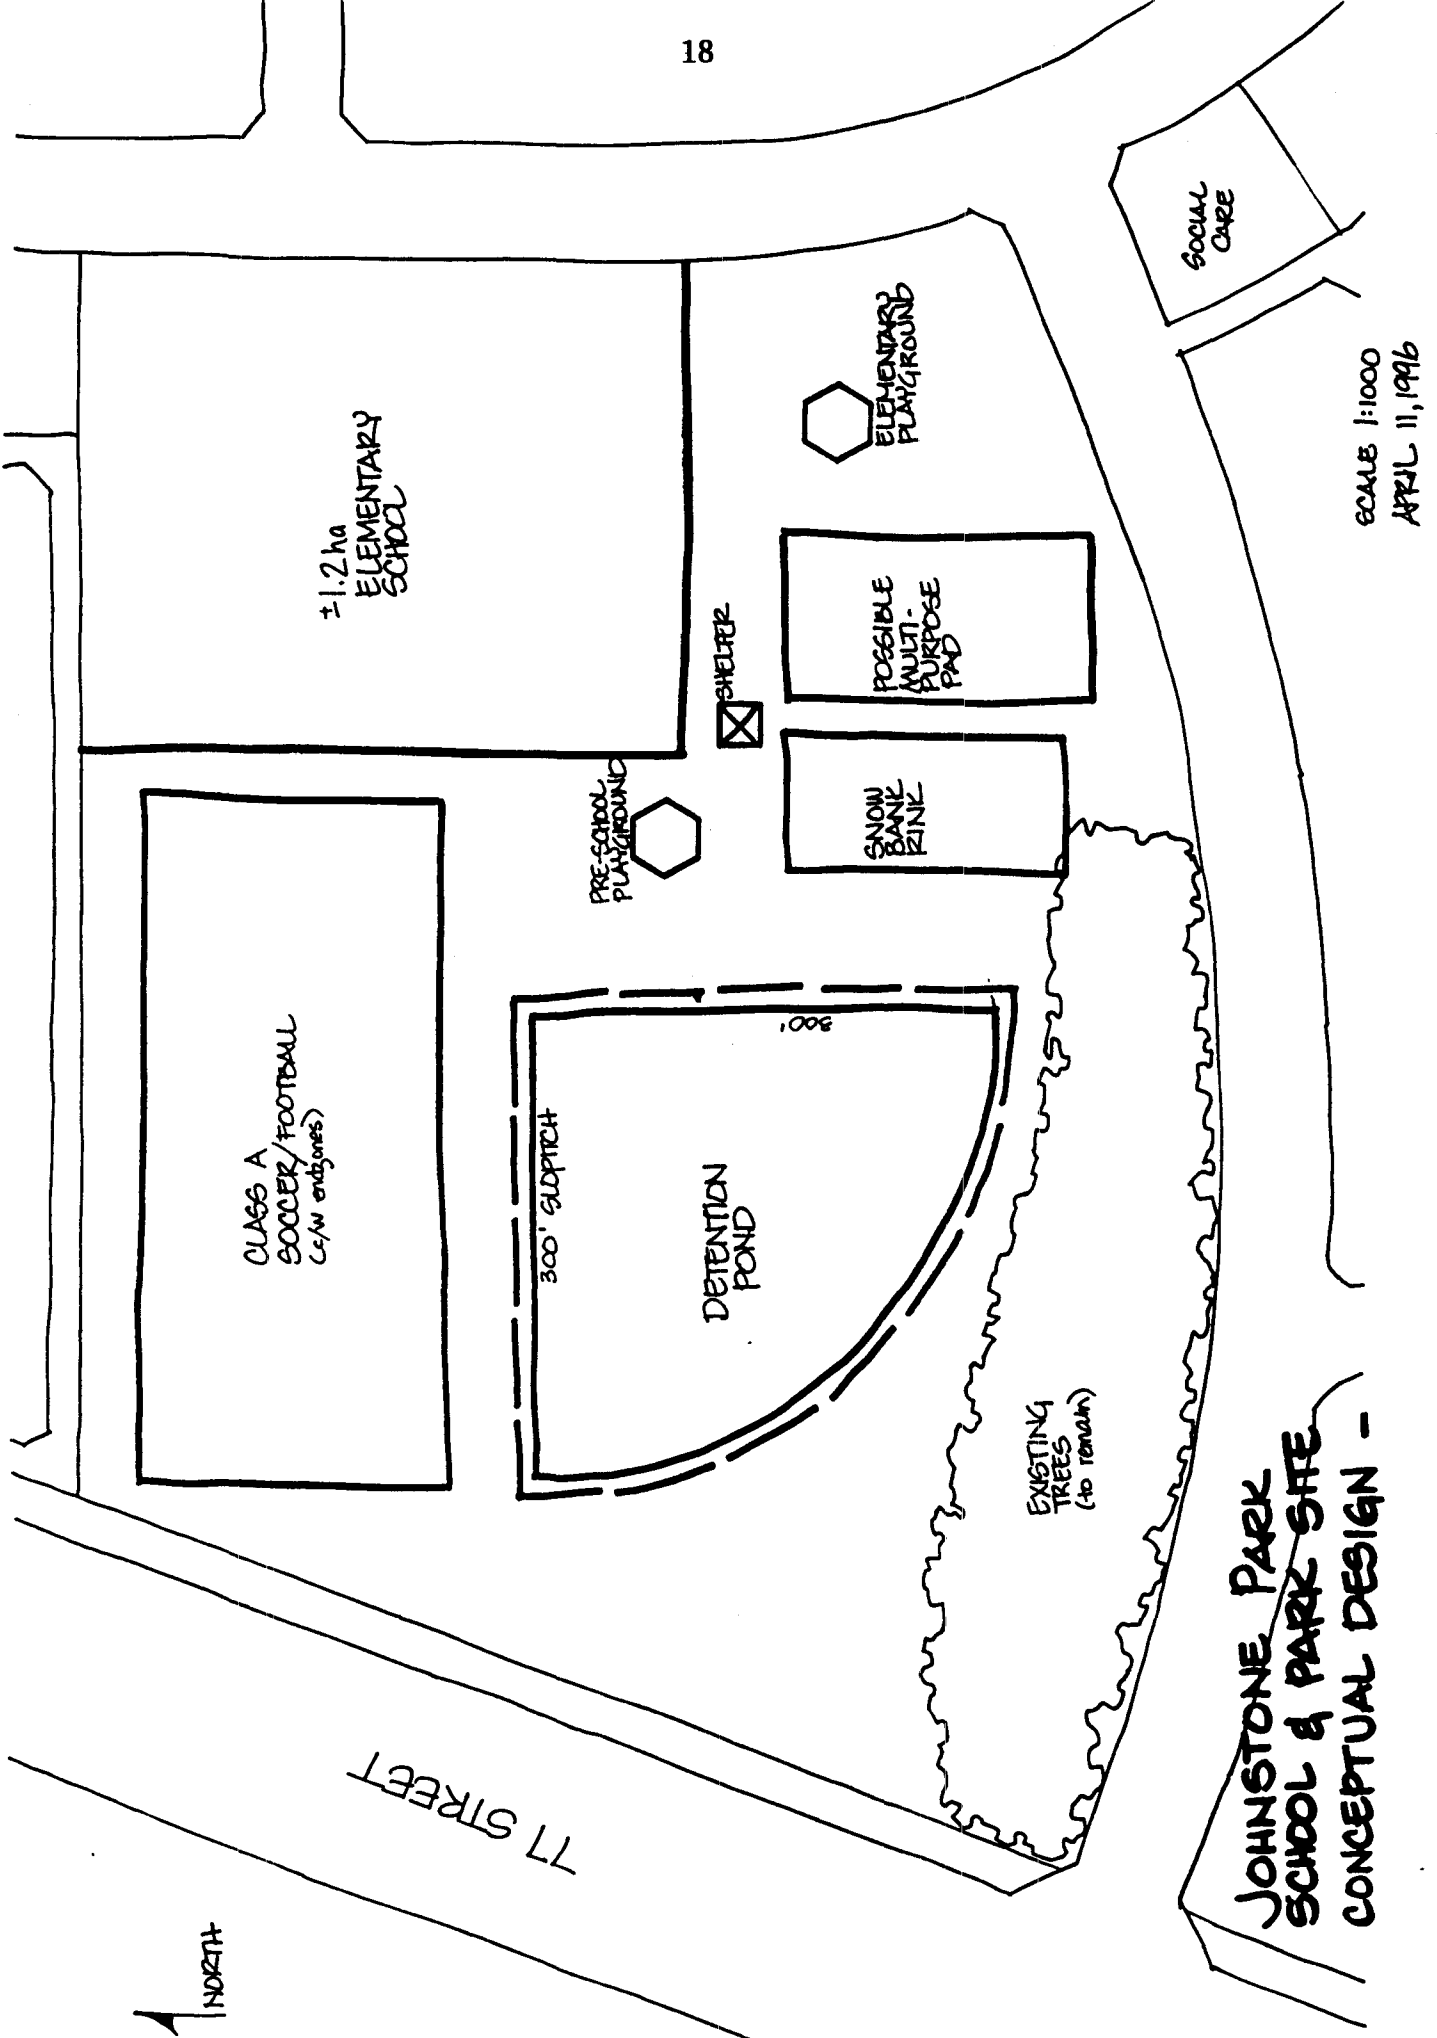 18
±1.2ha
ELEMENTARY
SCHOOL
CLASS A
SOCCER/FOOTBALL
(c/w endzones)
PRE-SCHOOL
PLAYGROUND
SHELTER
ELEMENTARY
PLAYGROUND
POSSIBLE
MULTI-
PURPOSE
PAD
SNOW
BANK
RINK
300' SLOPITCH
300'
DETENTION
POND
EXISTING
TREES
(to remain)
SOCIAL
CARE
77 STREET
NORTH
JOHNSTONE PARK
SCHOOL & PARK SITE
CONCEPTUAL DESIGN -
SCALE 1:1000
APRIL 11, 1996